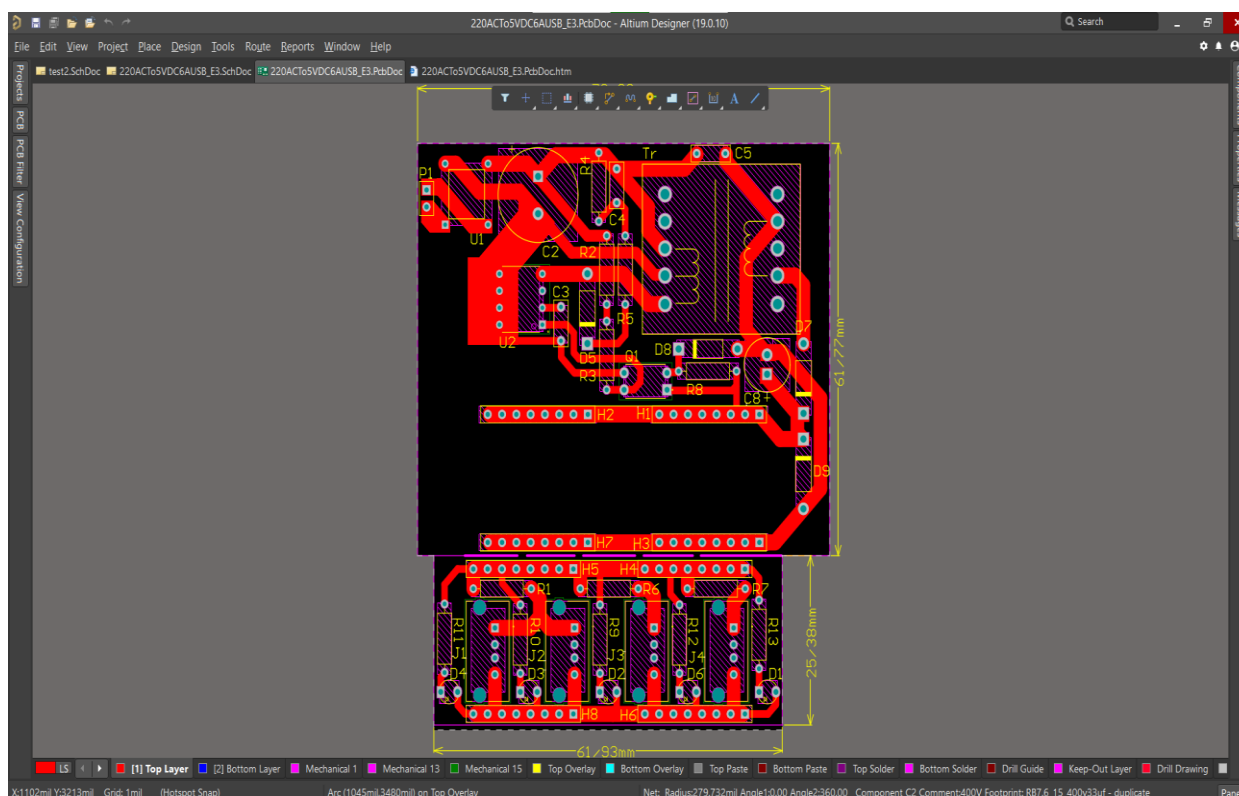 220ACTo5VDC6AUSB_E3.PcbDoc - Altium Designer (19.0.10)
Search
File Edit View Project Place Design Tools Route Reports Window Help
test2.SchDoc 220ACTo5VDC6AUSB_E3.SchDoc 220ACTo5VDC6AUSB_E3.PcbDoc 220ACTo5VDC6AUSB_E3.PcbDoc.htm
Projects
PCB
PCB Filter
View Configuration
P1
U1
C2
R4
C4
Tr
C5
R2
C3
R5
U2
D5
R3
Q1
D8
R8
C8+
D7
D9
61/77mm
H2
H1
H7
H3
H5
H4
R1
R6
R7
R11
R10
R9
R12
R13
J1
J2
J3
J4
D4
D3
D2
D6
D1
H8
H6
25/38mm
61/93mm
LS [1] Top Layer [2] Bottom Layer Mechanical 1 Mechanical 13 Mechanical 15 Top Overlay Bottom Overlay Top Paste Bottom Paste Top Solder Bottom Solder Drill Guide Keep-Out Layer Drill Drawing
X:1102mil Y:3213mil Grid: 1mil (Hotspot Snap) Arc (1045mil,3480mil) on Top Overlay Net: Radius:279.732mil Angle1:0.00 Angle2:360.00 Component C2 Comment:400V Footprint: RB7.6_15_400v33uf - duplicate Pane